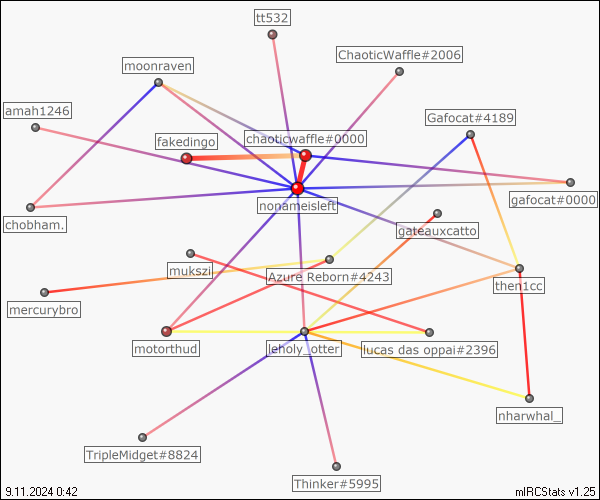 tt532
ChaoticWaffle#2006
moonraven
amah1246
Gafocat#4189
fakedingo
chaoticwaffle#0000
gafocat#0000
nonameisleft
chobham.
gateauxcatto
mukszi
Azure Reborn#4243
then1cc
mercurybro
motorthud
leholy_otter
lucas das oppai#2396
nharwhal_
TripleMidget#8824
Thinker#5995
9.11.2024 0:42
mIRCStats v1.25